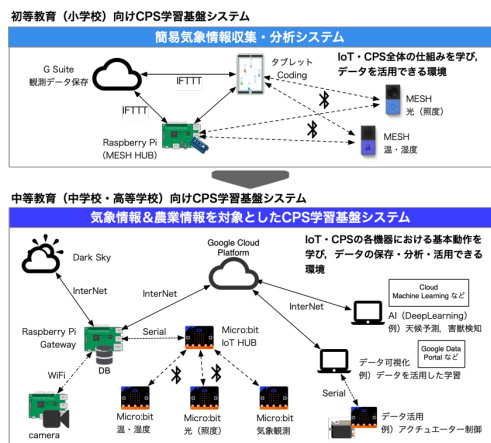 初等教育（小学校）向けCPS学習基盤システム
簡易気象情報収集・分析システム
G Suite
観測データ保存
IFTTT
タブレット
Coding
IoT・CPS全体の仕組みを学び，
データを活用できる環境
IFTTT
MESH
光（照度）
Raspberry Pi
(MESH HUB)
MESH
温・湿度
中等教育（中学校・高等学校）向けCPS学習基盤システム
気象情報&農業情報を対象としたCPS学習基盤システム
Dark Sky
Google Cloud
Platform
IoT・CPSの各機器における基本動作を
学び，データの保存・分析・活用できる
環境
InterNet
InterNet
InterNet
Cloud
Machine Learning など
AI（DeepLearning）
例）天候予測，害獣検知
Raspberry Pi
Gateway
DB
Serial
Micro:bit
IoT HUB
Google Data
Portal など
データ可視化
例）データを活用した学習
WiFi
Serial
camera
Micro:bit
温・湿度
Micro:bit
光（照度）
Micro:bit
気象観測
データ活用
例）アクチュエーター制御